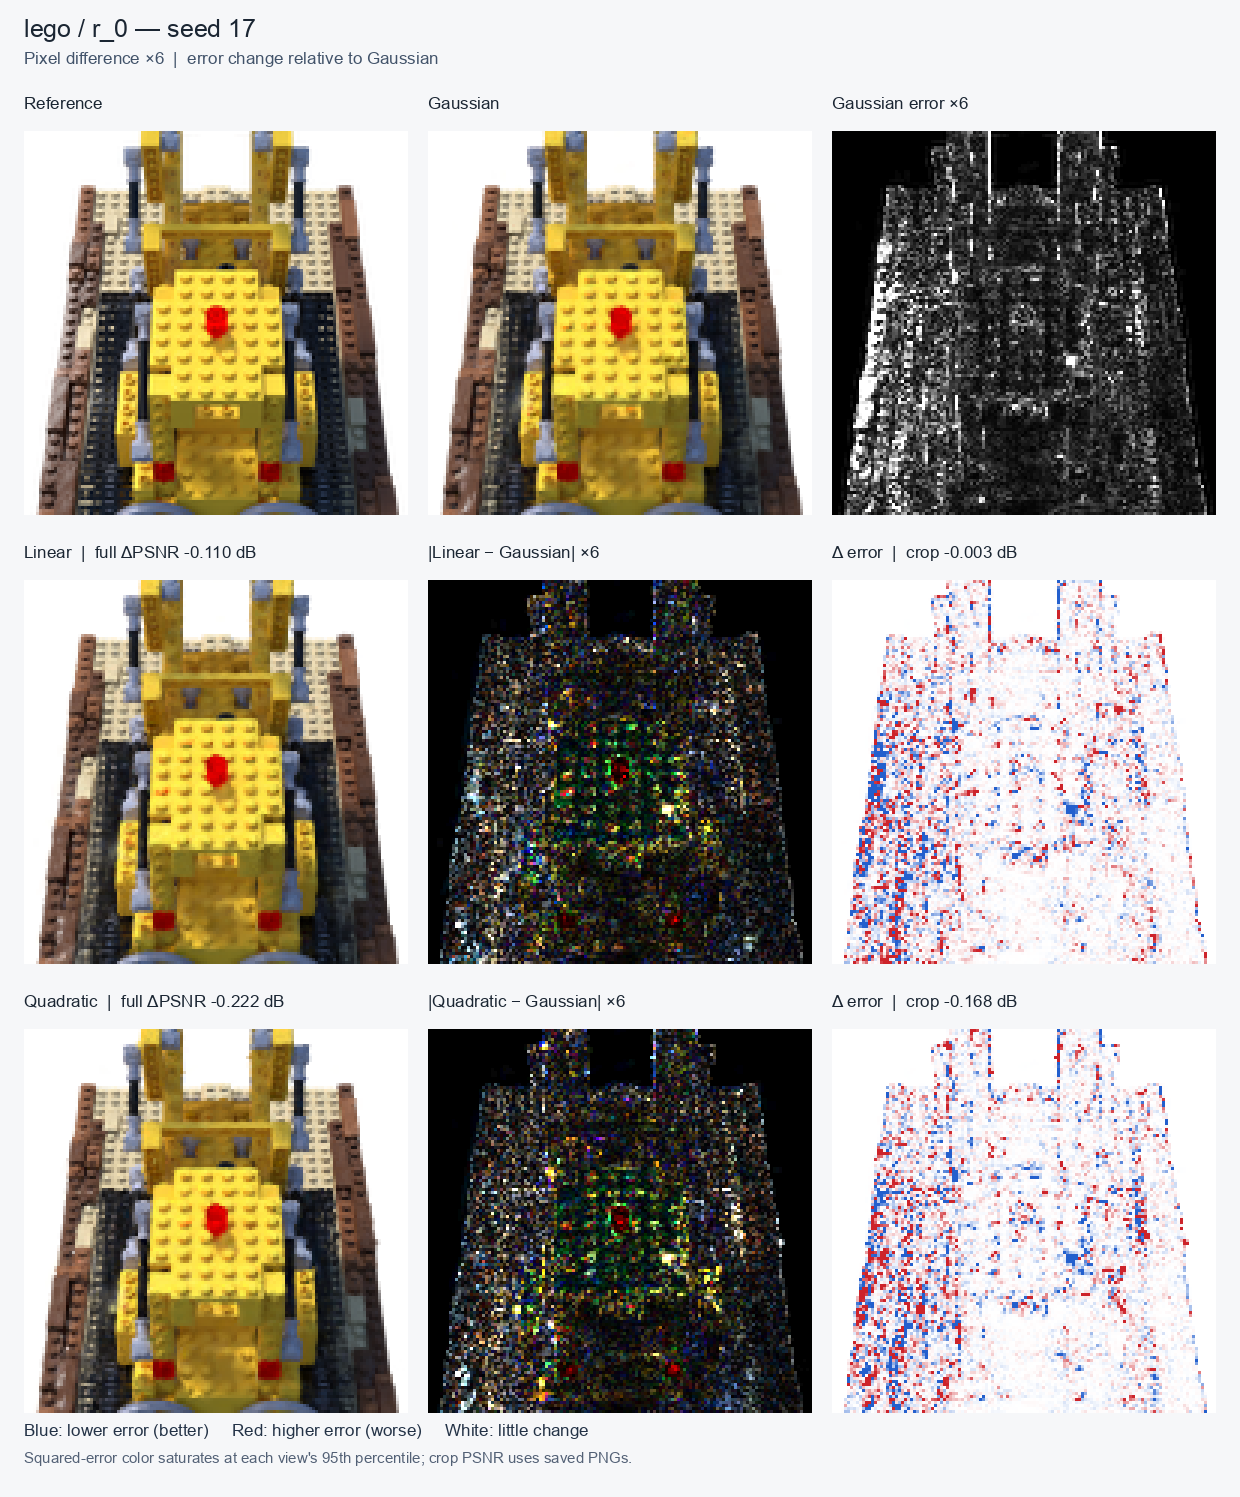 lego / r_0 — seed 17
Pixel difference ×6 | error change relative to Gaussian
Reference
Gaussian
Gaussian error ×6
Linear | full ΔPSNR -0.110 dB
|Linear − Gaussian| ×6
Δ error | crop -0.003 dB
Quadratic | full ΔPSNR -0.222 dB
|Quadratic − Gaussian| ×6
Δ error | crop -0.168 dB
Blue: lower error (better) Red: higher error (worse) White: little change
Squared-error color saturates at each view's 95th percentile; crop PSNR uses saved PNGs.